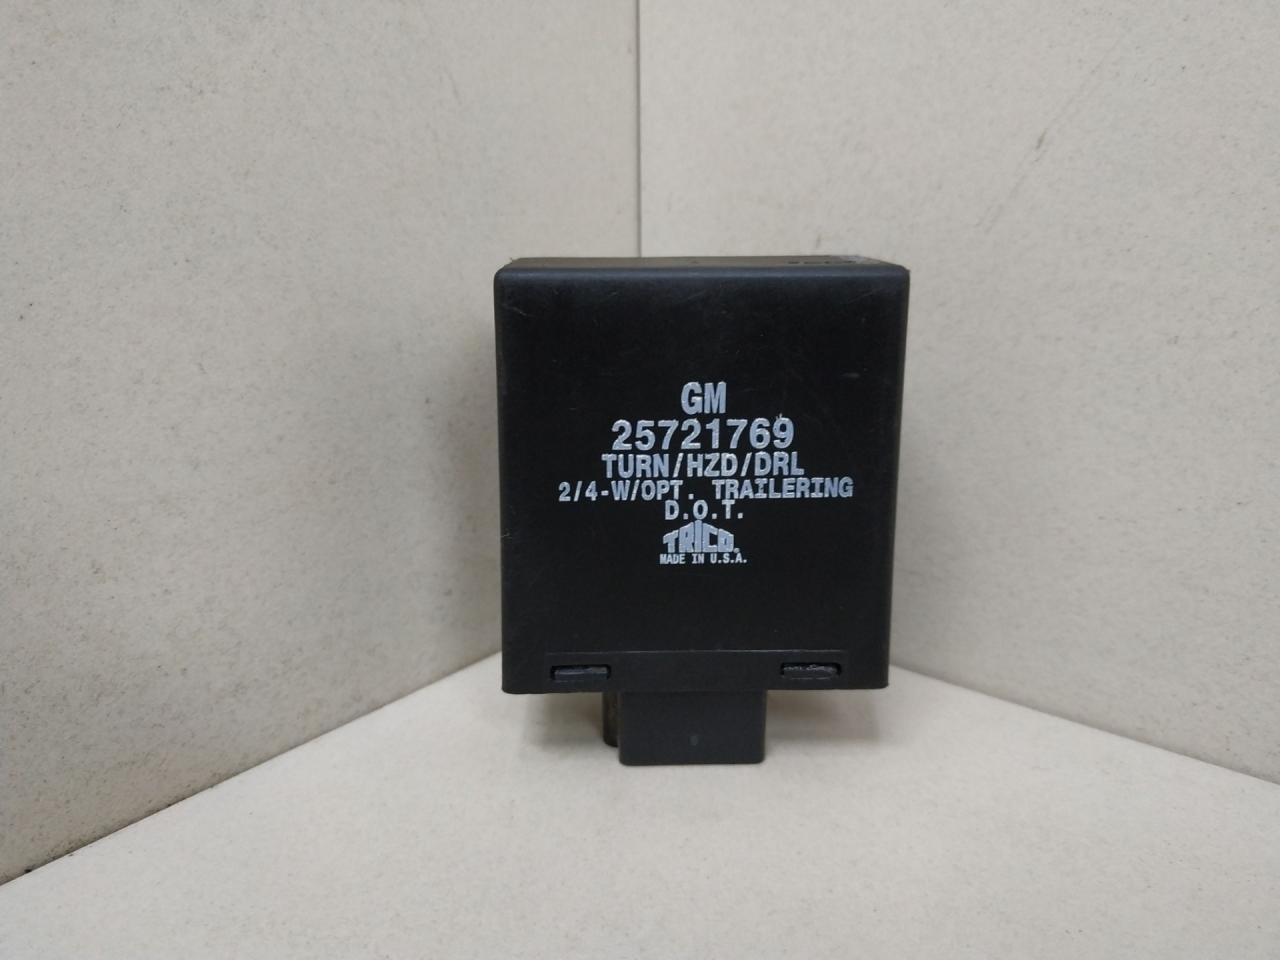 GM
25721769
TURN/HZD/DRL
2/4-W/OPT. TRAILERING
D.O.T.
TRICO.
MADE IN U.S.A.